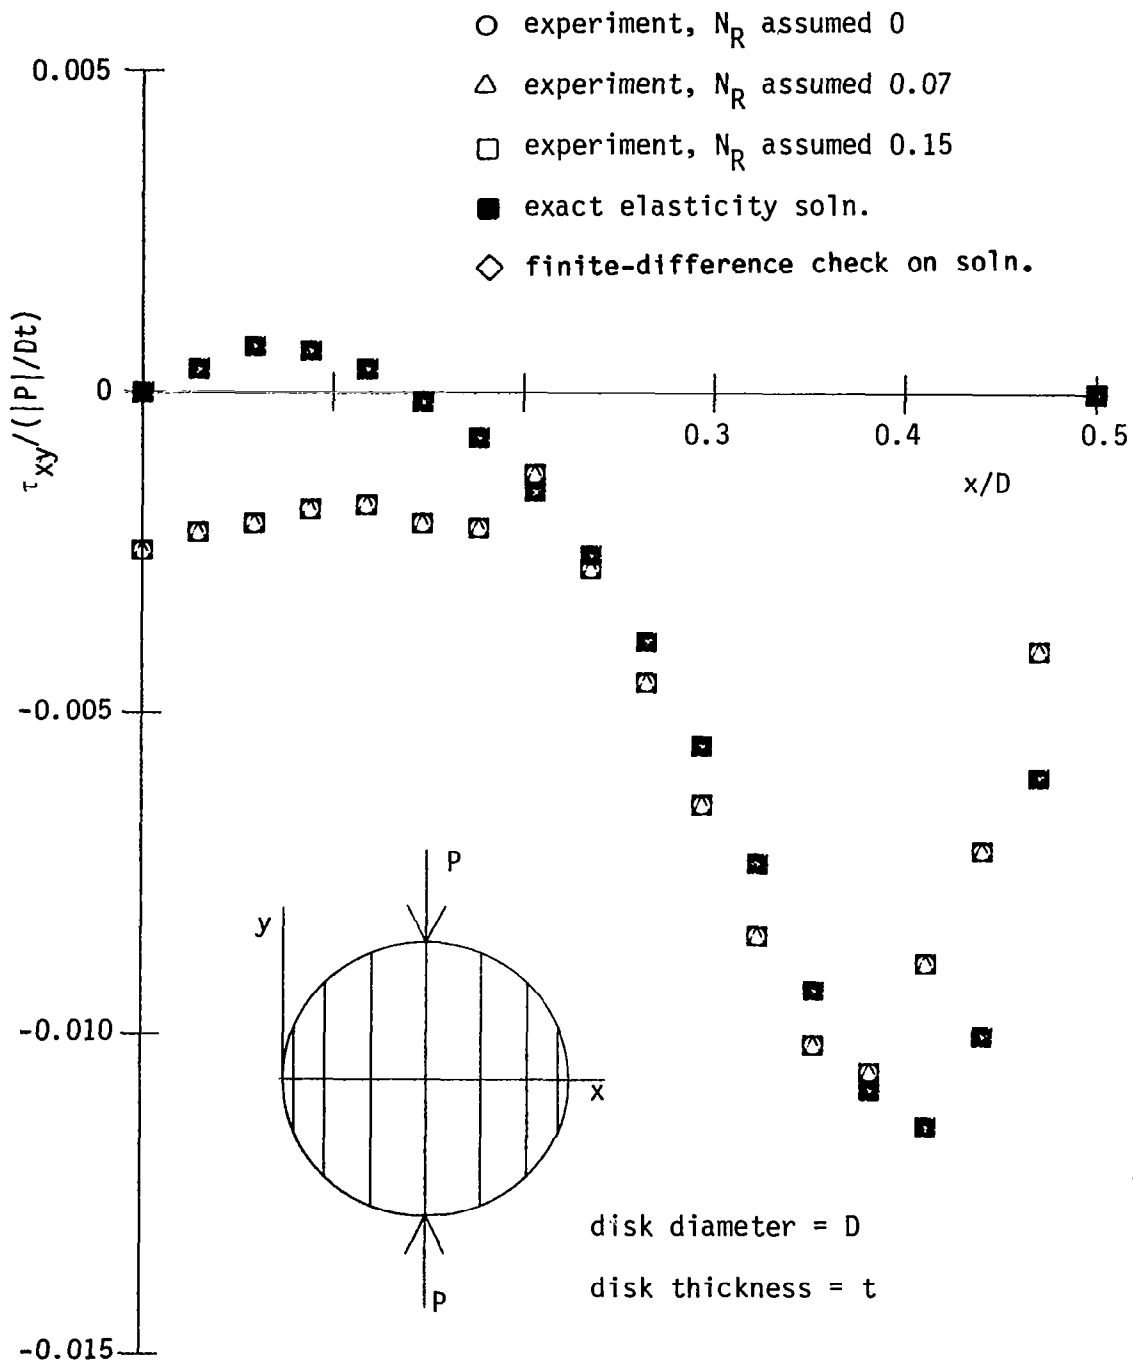 experiment, N_R assumed 0
experiment, N_R assumed 0.07
experiment, N_R assumed 0.15
exact elasticity soln.
finite-difference check on soln.
0.005
0
-0.005
-0.010
-0.015
τ_xy/(|P|/Dt)
0.3 0.4 0.5
x/D
P
y
x
P
disk diameter = D
disk thickness = t